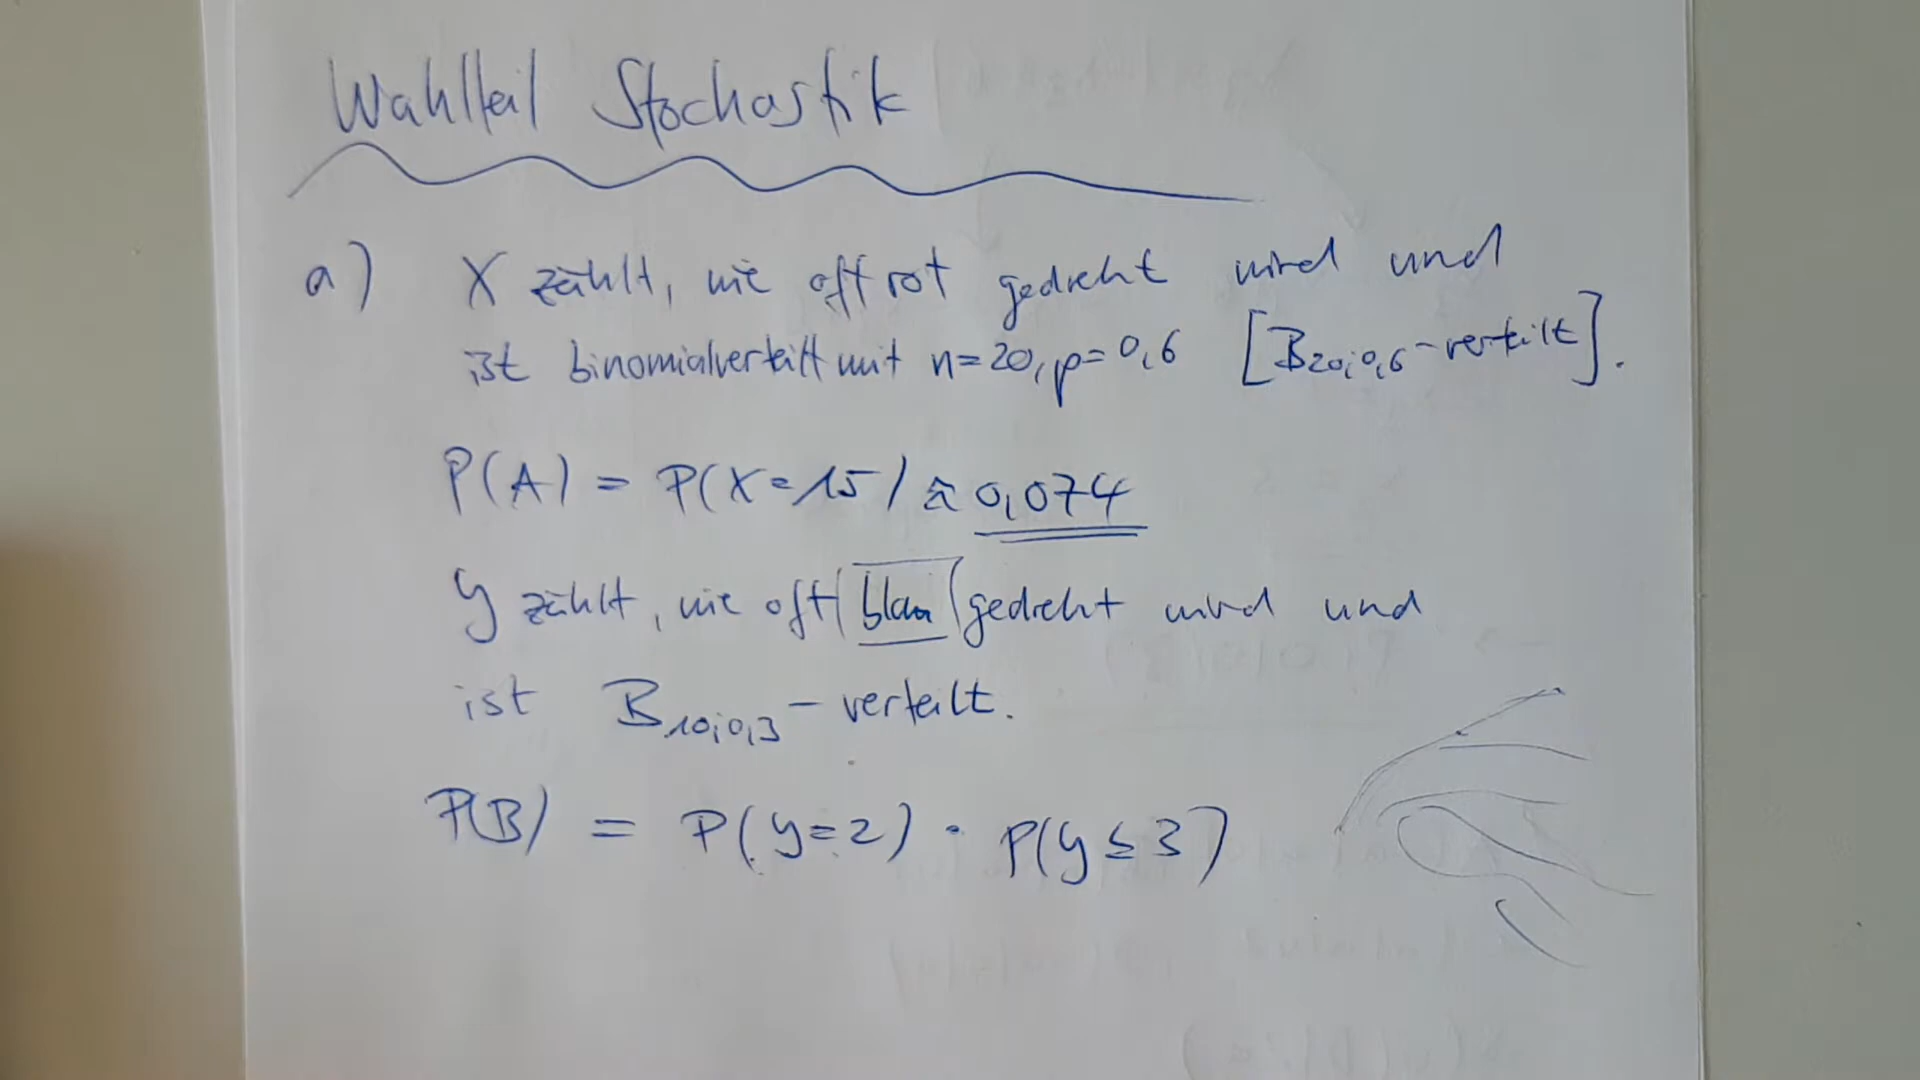 Wahlteil Stochastik
a) X zählt, wie oft rot gedreht wird und
ist binomialverteilt mit n=20, p=0,6 [B20;0,6-verteilt].
P(A) = P(X=15) ≈ 0,074
Y zählt, wie oft blau gedreht wird und
ist B10;0,3-verteilt.
P(B) = P(Y=2) · P(Y≤3)